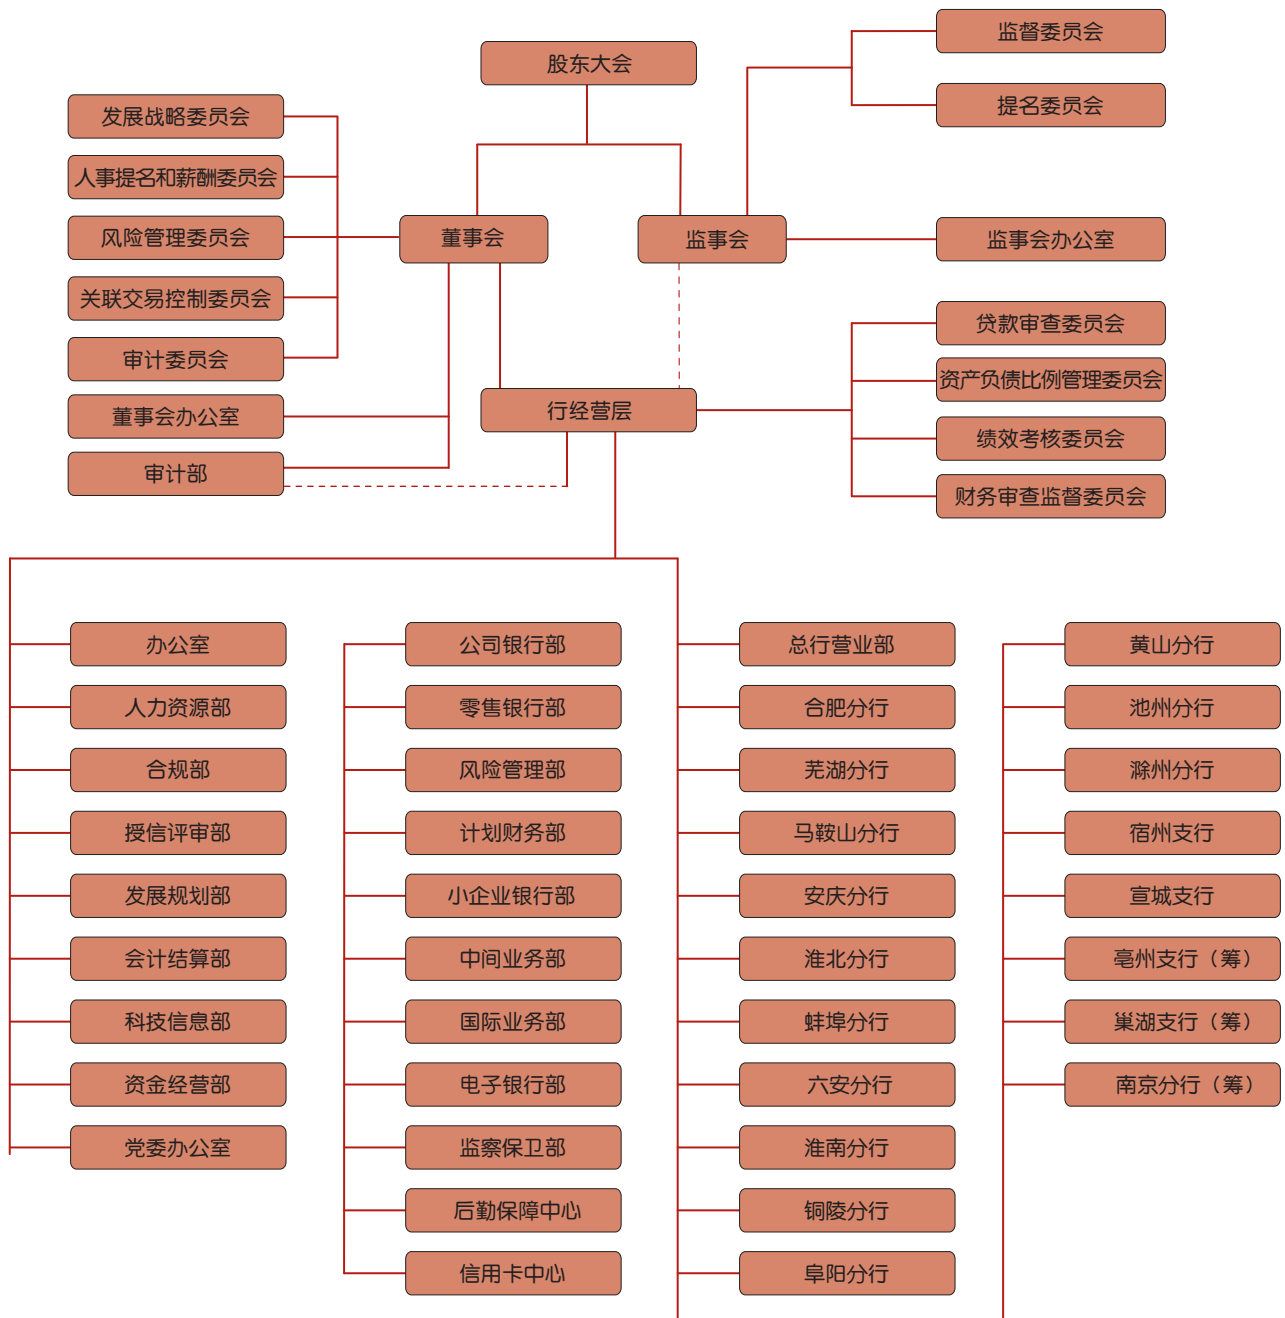 股东大会
监督委员会
提名委员会
发展战略委员会
人事提名和薪酬委员会
风险管理委员会
关联交易控制委员会
审计委员会
董事会办公室
审计部
董事会
监事会
监事会办公室
行经营层
贷款审查委员会
资产负债比例管理委员会
绩效考核委员会
财务审查监督委员会
办公室
人力资源部
合规部
授信评审部
发展规划部
会计结算部
科技信息部
资金经营部
党委办公室
公司银行部
零售银行部
风险管理部
计划财务部
小企业银行部
中间业务部
国际业务部
电子银行部
监察保卫部
后勤保障中心
信用卡中心
总行营业部
合肥分行
芜湖分行
马鞍山分行
安庆分行
淮北分行
蚌埠分行
六安分行
淮南分行
铜陵分行
阜阳分行
黄山分行
池州分行
滁州分行
宿州支行
宣城支行
亳州支行（筹）
巢湖支行（筹）
南京分行（筹）